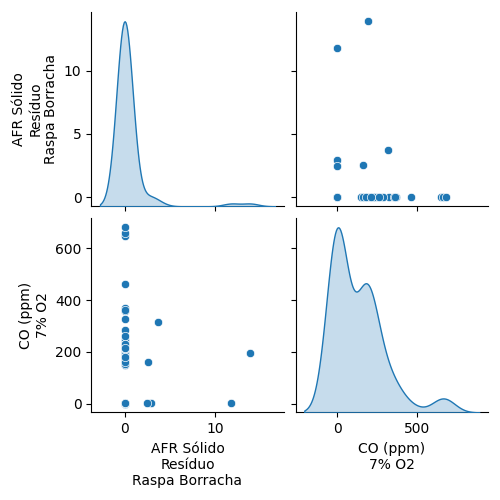 AFR Sólido
Resíduo
Raspa Borracha
10
5
0
CO (ppm)
7% O2
600
400
200
0
0
10
AFR Sólido
Resíduo
Raspa Borracha
0
500
CO (ppm)
7% O2